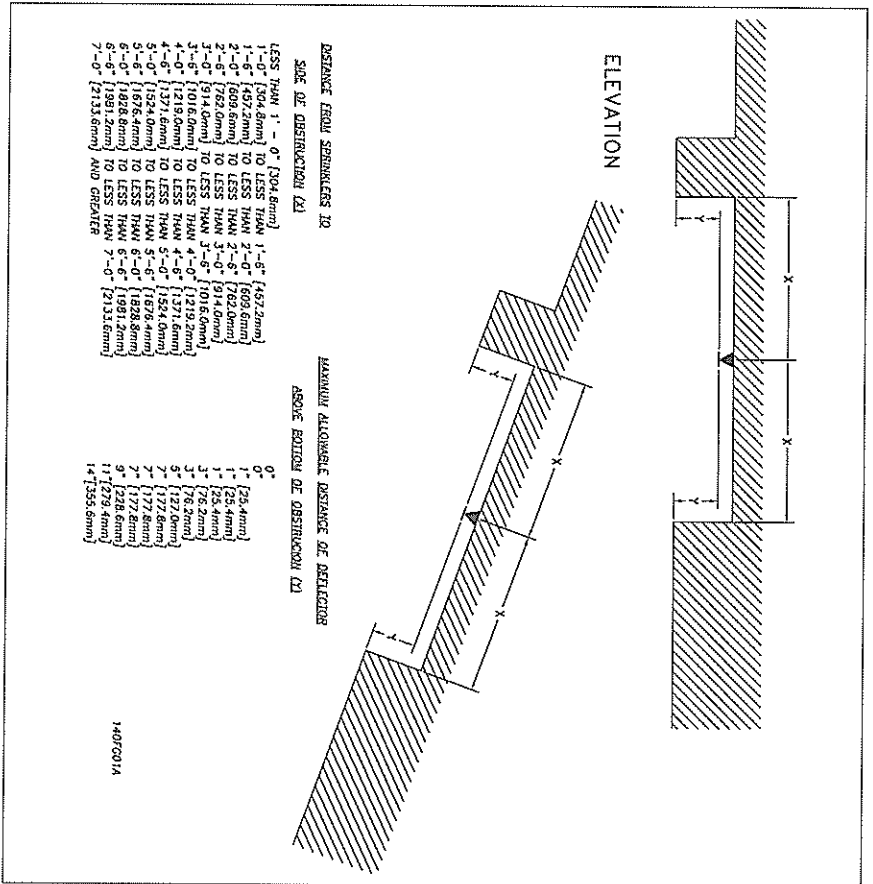 X
X
Y
Y
ELEVATION
X
X
Y
Y
DISTANCE FROM SPRINKLERS TO MAXIMUM ALLOWABLE DISTANCE OF DEFLECTOR
SIDE OF OBSTRUCTION (X) ABOVE BOTTOM OF OBSTRUCION (Y)
LESS THAN 1' - 0" [304.8mm] 0"
1'-0" [304.8mm] TO LESS THAN 1'-6" [457.2mm] 0"
1'-6" [457.2mm] TO LESS THAN 2'-0" [609.6mm] 1" [25.4mm]
2'-0" [609.6mm] TO LESS THAN 2'-6" [762.0mm] 1" [25.4mm]
2'-6" [762.0mm] TO LESS THAN 3'-0" [914.0mm] 1" [25.4mm]
3'-0" [914.0mm] TO LESS THAN 3'-6" [1016.0mm] 3" [76.2mm]
3'-6" [1016.0mm] TO LESS THAN 4'-0" [1219.2mm] 3" [76.2mm]
4'-0" [1219.0mm] TO LESS THAN 4'-6" [1371.6mm] 5" [127.0mm]
4'-6" [1371.6mm] TO LESS THAN 5'-0" [1524.0mm] 7" [177.8mm]
5'-0" [1524.0mm] TO LESS THAN 5'-6" [1676.4mm] 7" [177.8mm]
5'-6" [1676.4mm] TO LESS THAN 6'-0" [1828.8mm] 7" [177.8mm]
6'-0" [1828.8mm] TO LESS THAN 6'-6" [1981.2mm] 9" [228.6mm]
6'-6" [1981.2mm] TO LESS THAN 7'-0" [2133.6mm] 11" [279.4mm]
7'-0" [2133.6mm] AND GREATER 14" [355.6mm]
140FG01A